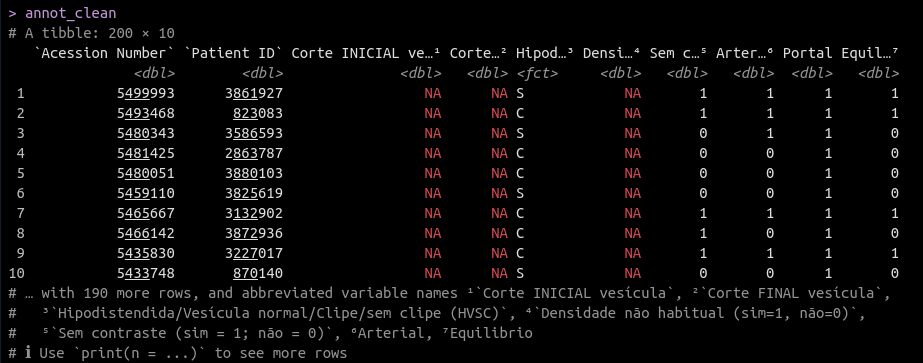 > annot_clean
# A tibble: 200 × 10
`Acession Number` `Patient ID` Corte INICIAL ve…¹ Corte…² Hipod…³ Densi…⁴ Sem c…⁵ Arter…⁶ Portal Equil…⁷
<dbl> <dbl> <dbl> <dbl> <fct> <dbl> <dbl> <dbl> <dbl> <dbl>
1 5499993 3861927 NA NA S NA 1 1 1 1
2 5493468 823083 NA NA C NA 1 1 1 1
3 5480343 3586593 NA NA S NA 0 1 1 0
4 5481425 2863787 NA NA C NA 0 0 1 0
5 5480051 3880103 NA NA C NA 0 0 1 0
6 5459110 3825619 NA NA S NA 0 0 1 0
7 5465667 3132902 NA NA C NA 1 1 1 1
8 5466142 3872936 NA NA C NA 1 0 1 0
9 5435830 3227017 NA NA C NA 1 1 1 1
10 5433748 870140 NA NA S NA 0 0 1 0
# … with 190 more rows, and abbreviated variable names ¹`Corte INICIAL vesícula`, ²`Corte FINAL vesícula`,
# ³`Hipodistendida/Vesícula normal/Clipe/sem clipe (HVSC)`, ⁴`Densidade não habitual (sim=1, não=0)`,
# ⁵`Sem contraste (sim = 1; não = 0)`, ⁶Arterial, ⁷Equilíbrio
# ℹ Use `print(n = ...)` to see more rows